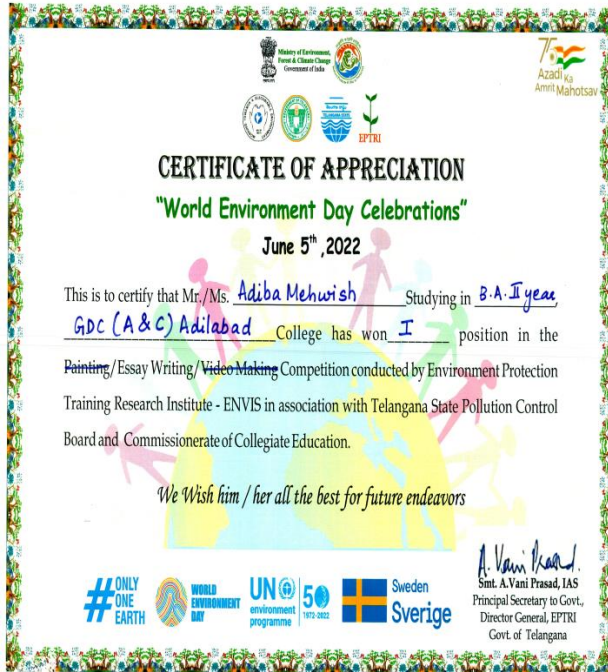 Ministry of Environment,
Forest & Climate Change
Government of India
75
Azadi Ka
Amrit Mahotsav
EPTRI
CERTIFICATE OF APPRECIATION
"World Environment Day Celebrations"
June 5th ,2022
This is to certify that Mr./Ms. Adiba Mehwish Studying in B.A. II year,
GDC (A & C) Adilabad College has won I position in the
Painting/Essay Writing/Video Making Competition conducted by Environment Protection
Training Research Institute - ENVIS in association with Telangana State Pollution Control
Board and Commissionerate of Collegiate Education.
We Wish him / her all the best for future endeavors
A. Vani Prasad.
Smt. A.Vani Prasad, IAS
Principal Secretary to Govt.,
Director General, EPTRI
Govt. of Telangana
#ONLY
ONE
EARTH
WORLD
ENVIRONMENT
DAY
UN
environment
programme
50
1972-2022
Sweden
Sverige